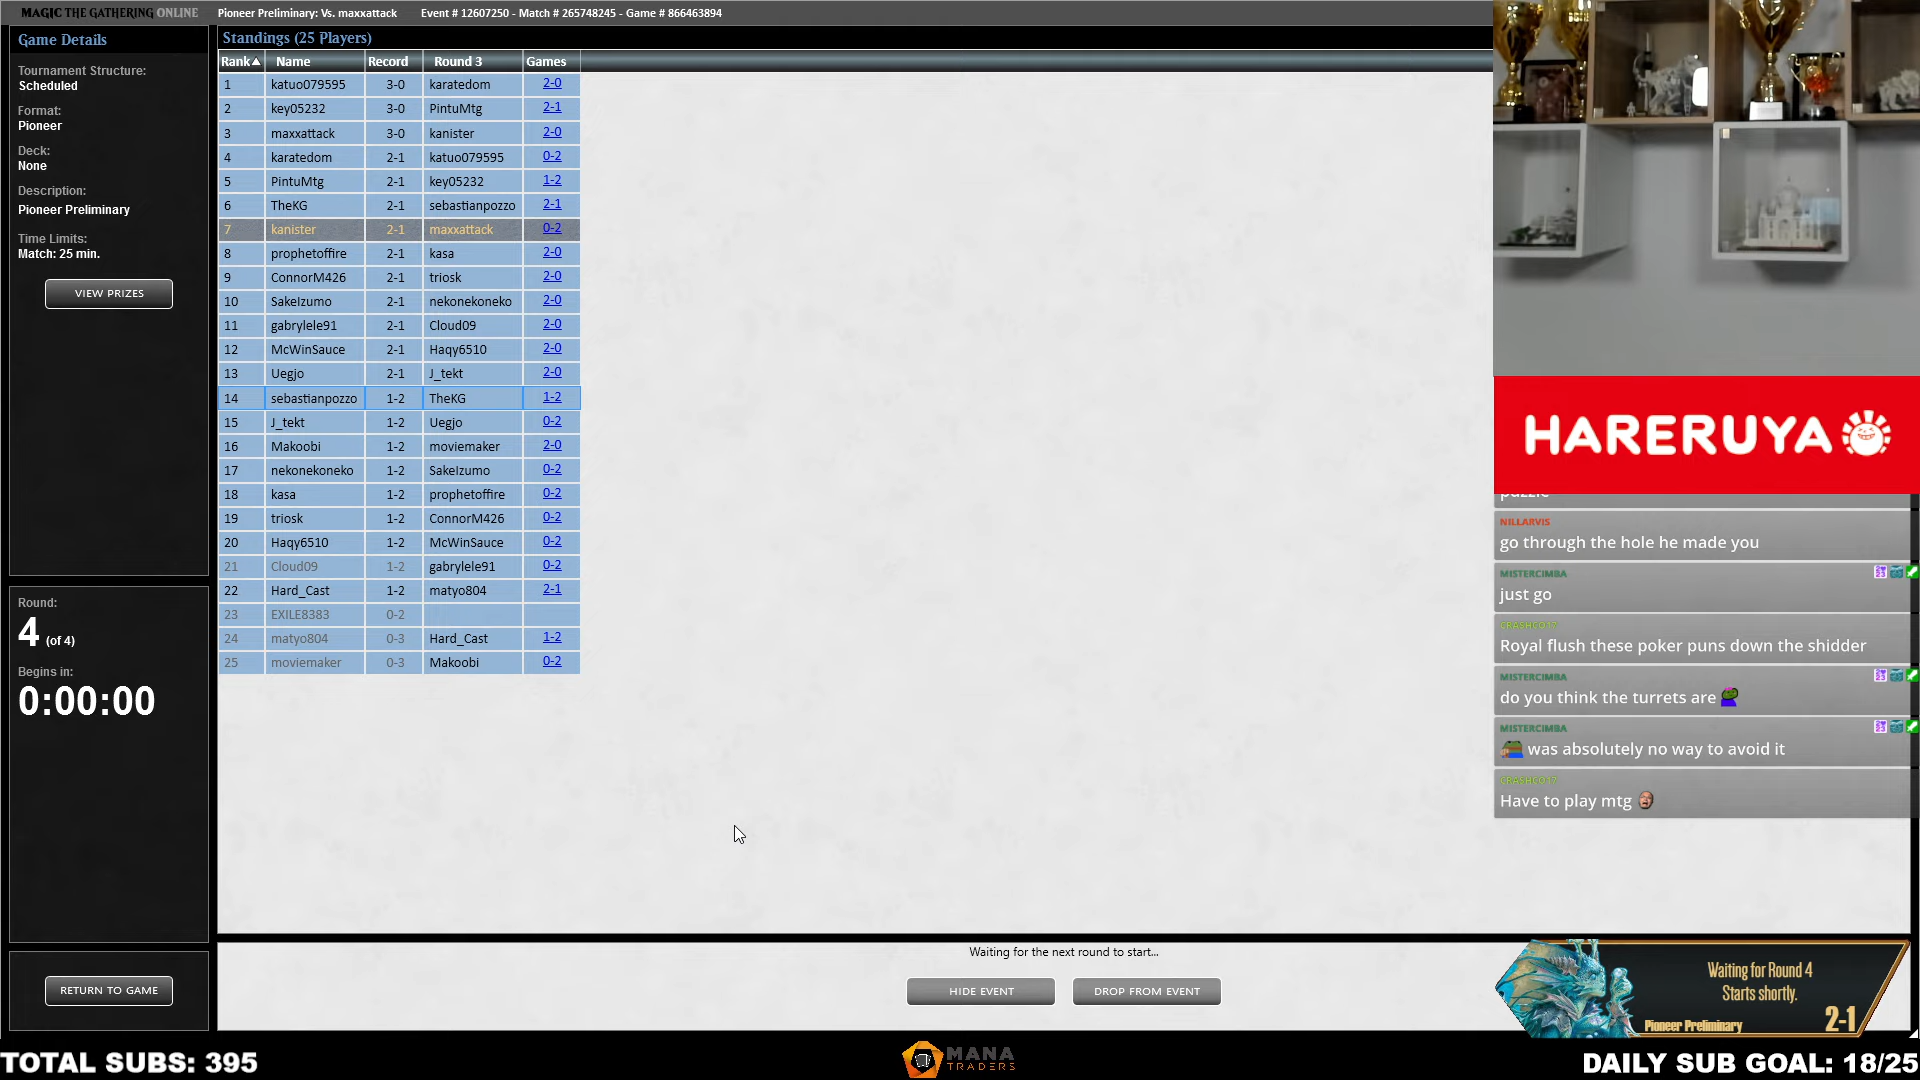 MAGIC THE GATHERING ONLINE
Pioneer Preliminary: Vs. maxxattack
Event # 12607250 - Match # 265748245 - Game # 866463894
Game Details
Tournament Structure:
Scheduled
Format:
Pioneer
Deck:
None
Description:
Pioneer Preliminary
Time Limits:
Match: 25 min.
VIEW PRIZES
Round:
4 (of 4)
Begins in:
0:00:00
RETURN TO GAME
Standings (25 Players)
Rank Name Record Round 3 Games
1 katuo079595 3-0 karatedom 2-0
2 key05232 3-0 PintuMtg 2-1
3 maxxattack 3-0 kanister 2-0
4 karatedom 2-1 katuo079595 0-2
5 PintuMtg 2-1 key05232 1-2
6 TheKG 2-1 sebastianpozzo 2-1
7 kanister 2-1 maxxattack 0-2
8 prophetoffire 2-1 kasa 2-0
9 ConnorM426 2-1 triosk 2-0
10 SakeIzumo 2-1 nekonekoneko 2-0
11 gabrylele91 2-1 Cloud09 2-0
12 McWinSauce 2-1 Haqy6510 2-0
13 Uegjo 2-1 J_tekt 2-0
14 sebastianpozzo 1-2 TheKG 1-2
15 J_tekt 1-2 Uegjo 0-2
16 Makoobi 1-2 moviemaker 2-0
17 nekonekoneko 1-2 SakeIzumo 0-2
18 kasa 1-2 prophetoffire 0-2
19 triosk 1-2 ConnorM426 0-2
20 Haqy6510 1-2 McWinSauce 0-2
21 Cloud09 1-2 gabrylele91 0-2
22 Hard_Cast 1-2 matyo804 2-1
23 EXILE8383 0-2
24 matyo804 0-3 Hard_Cast 1-2
25 moviemaker 0-3 Makoobi 0-2
Waiting for the next round to start...
HIDE EVENT
DROP FROM EVENT
HARERUYA
puzzle
NILLARVIS
go through the hole he made you
MISTERCIMBA
just go
CRASHCO17
Royal flush these poker puns down the shidder
MISTERCIMBA
do you think the turrets are
MISTERCIMBA
was absolutely no way to avoid it
CRASHCO17
Have to play mtg
Waiting for Round 4
Starts shortly.
Pioneer Preliminary
2-1
TOTAL SUBS: 395
MANA
TRADERS
DAILY SUB GOAL: 18/25